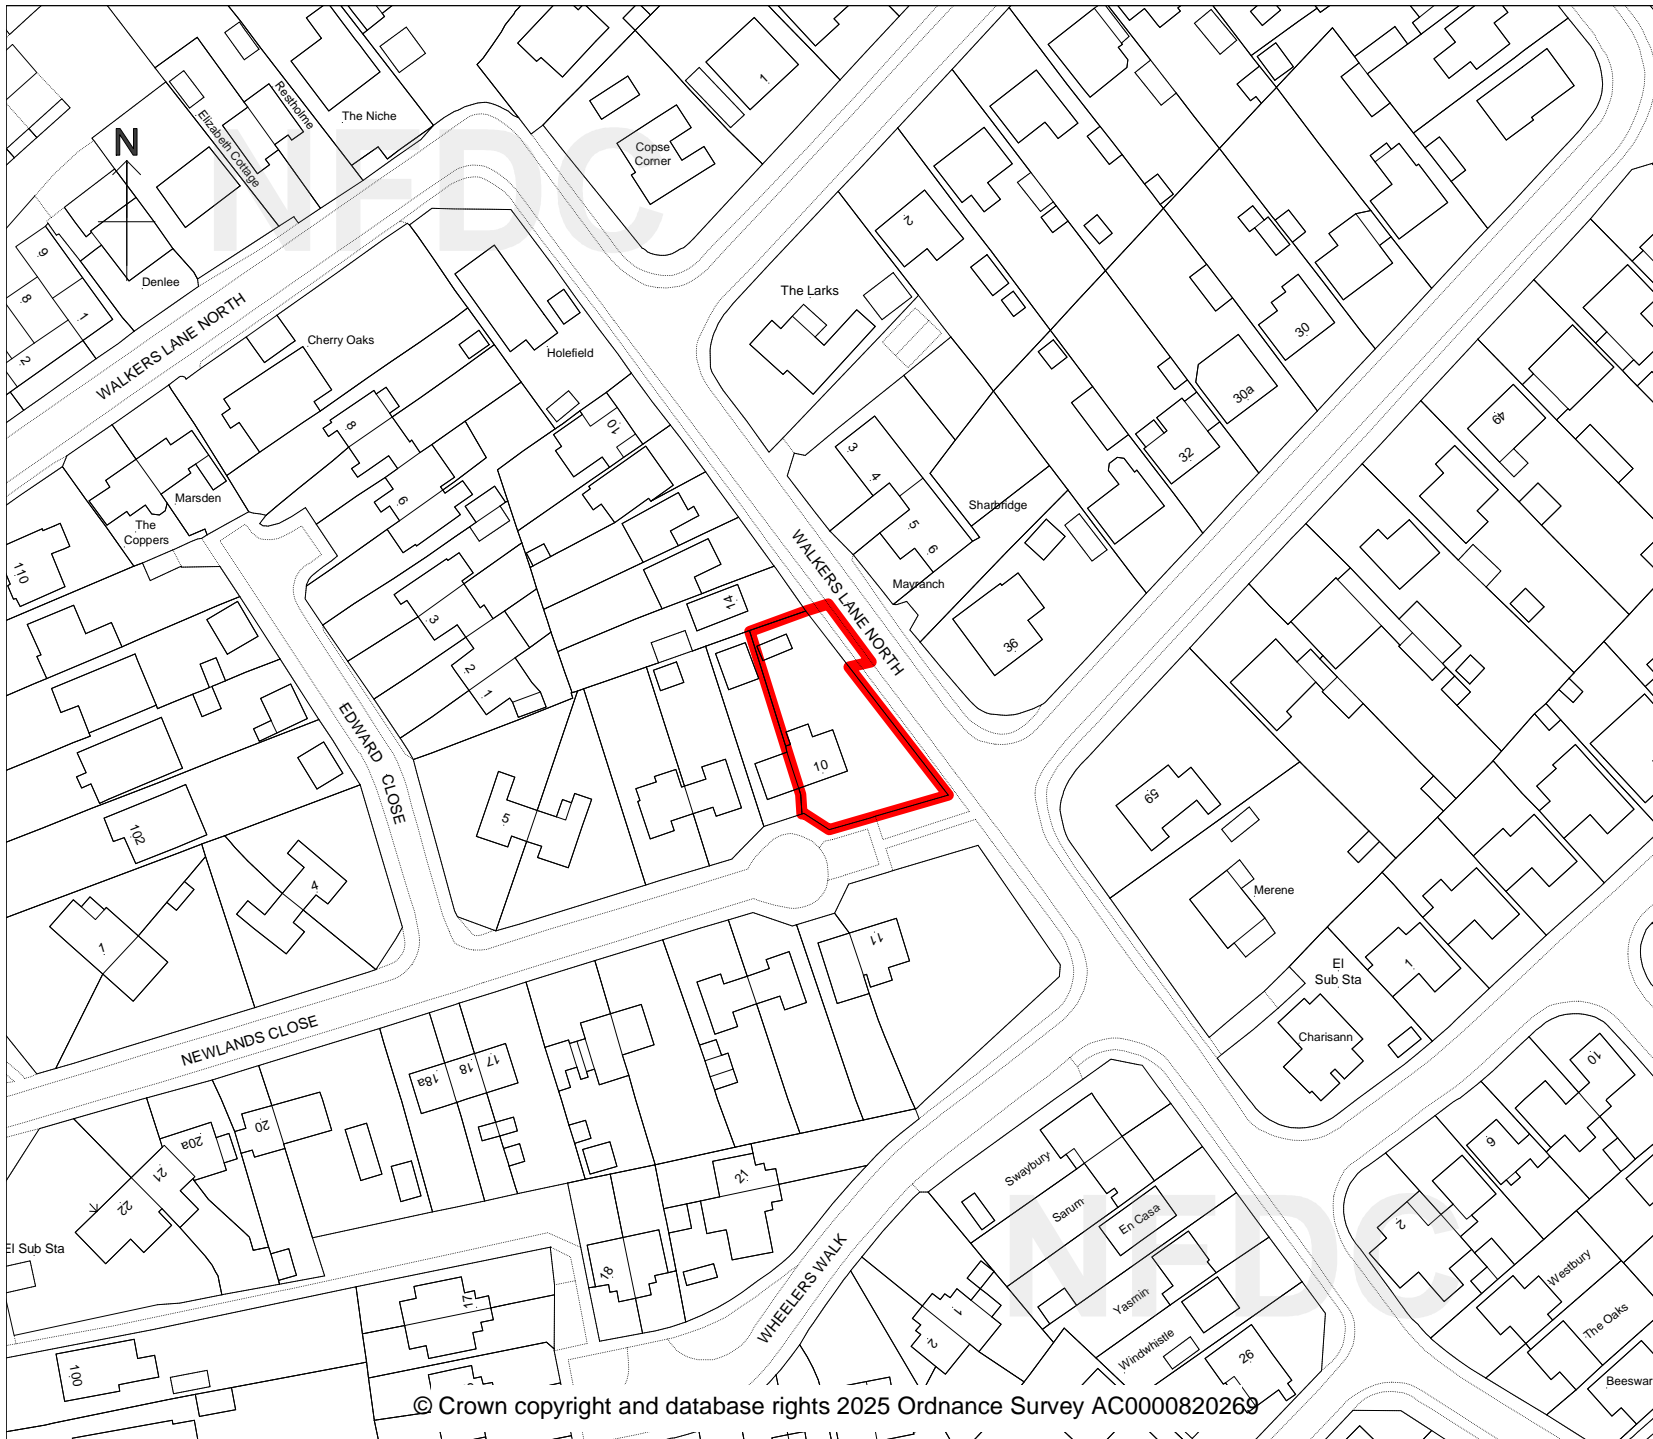 NFDC
N
Elizabeth Cottage
Restholme
The Niche
1
Copse
Corner
9
8
1
2
Denlee
WALKERS LANE NORTH
Cherry Oaks
Holefield
2
The Larks
30
30a
32
49
8
10
6
3
4
5
6
Sharbridge
Mayranch
36
Marsden
The
Coppers
110
3
2
1
14
WALKERS LANE NORTH
10
EDWARD CLOSE
5
102
4
1
59
Merene
El
Sub Sta
1
Charisann
11
NEWLANDS CLOSE
18a
18
17
20a
20
21
22
El Sub Sta
21
18
17
100
WHEELERS WALK
Swaybury
Sarum
En Casa
Yasmin
Windwhistle
26
1
2
10
9
2
Westbury
The Oaks
Beeswar
NFDC
© Crown copyright and database rights 2025 Ordnance Survey AC0000820269